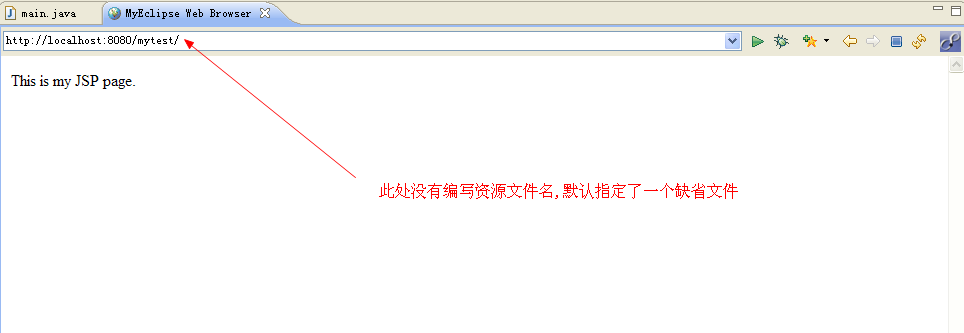 main.java
MyEclipse Web Browser
http://localhost:8080/mytest/
This is my JSP page.
此处没有编写资源文件名,默认指定了一个缺省文件